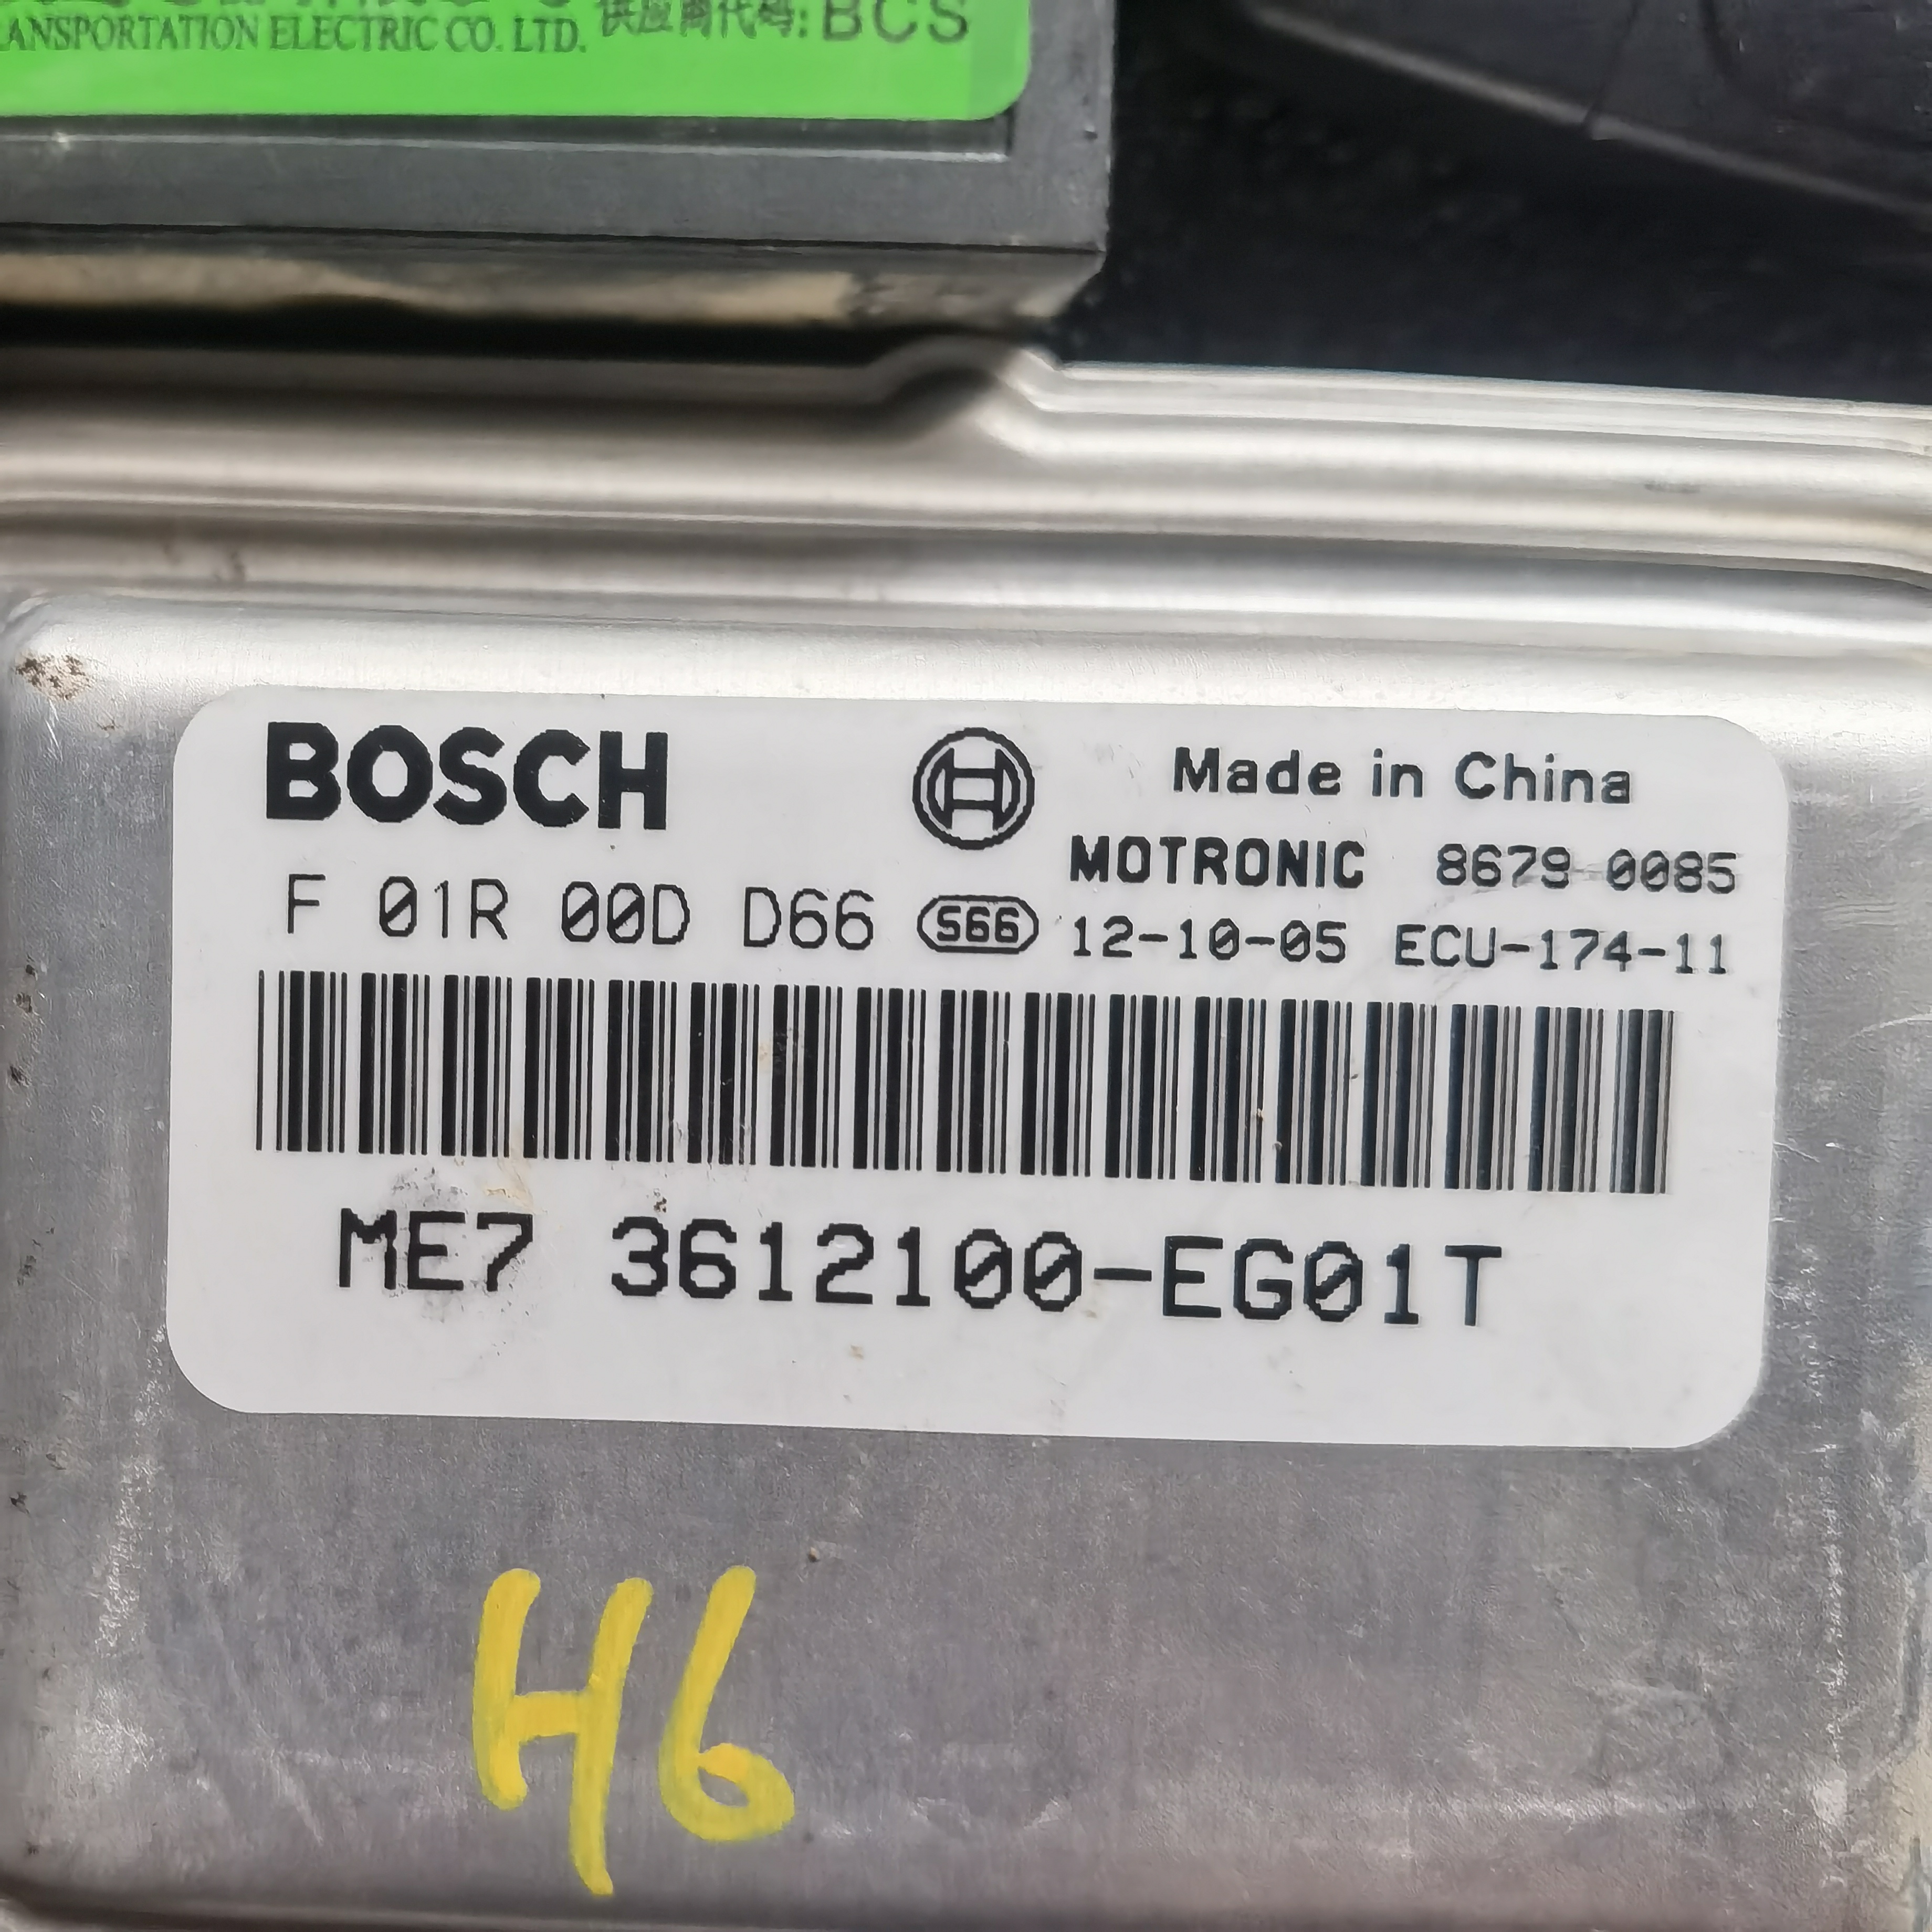 ANSPORTATION ELECTRIC CO. LTD. 供应商代码: BCS
BOSCH
Made in China
MOTRONIC 8679 0085
F 01R 00D D66 S66 12-10-05 ECU-174-11
ME7 3612100-EG01T
H6